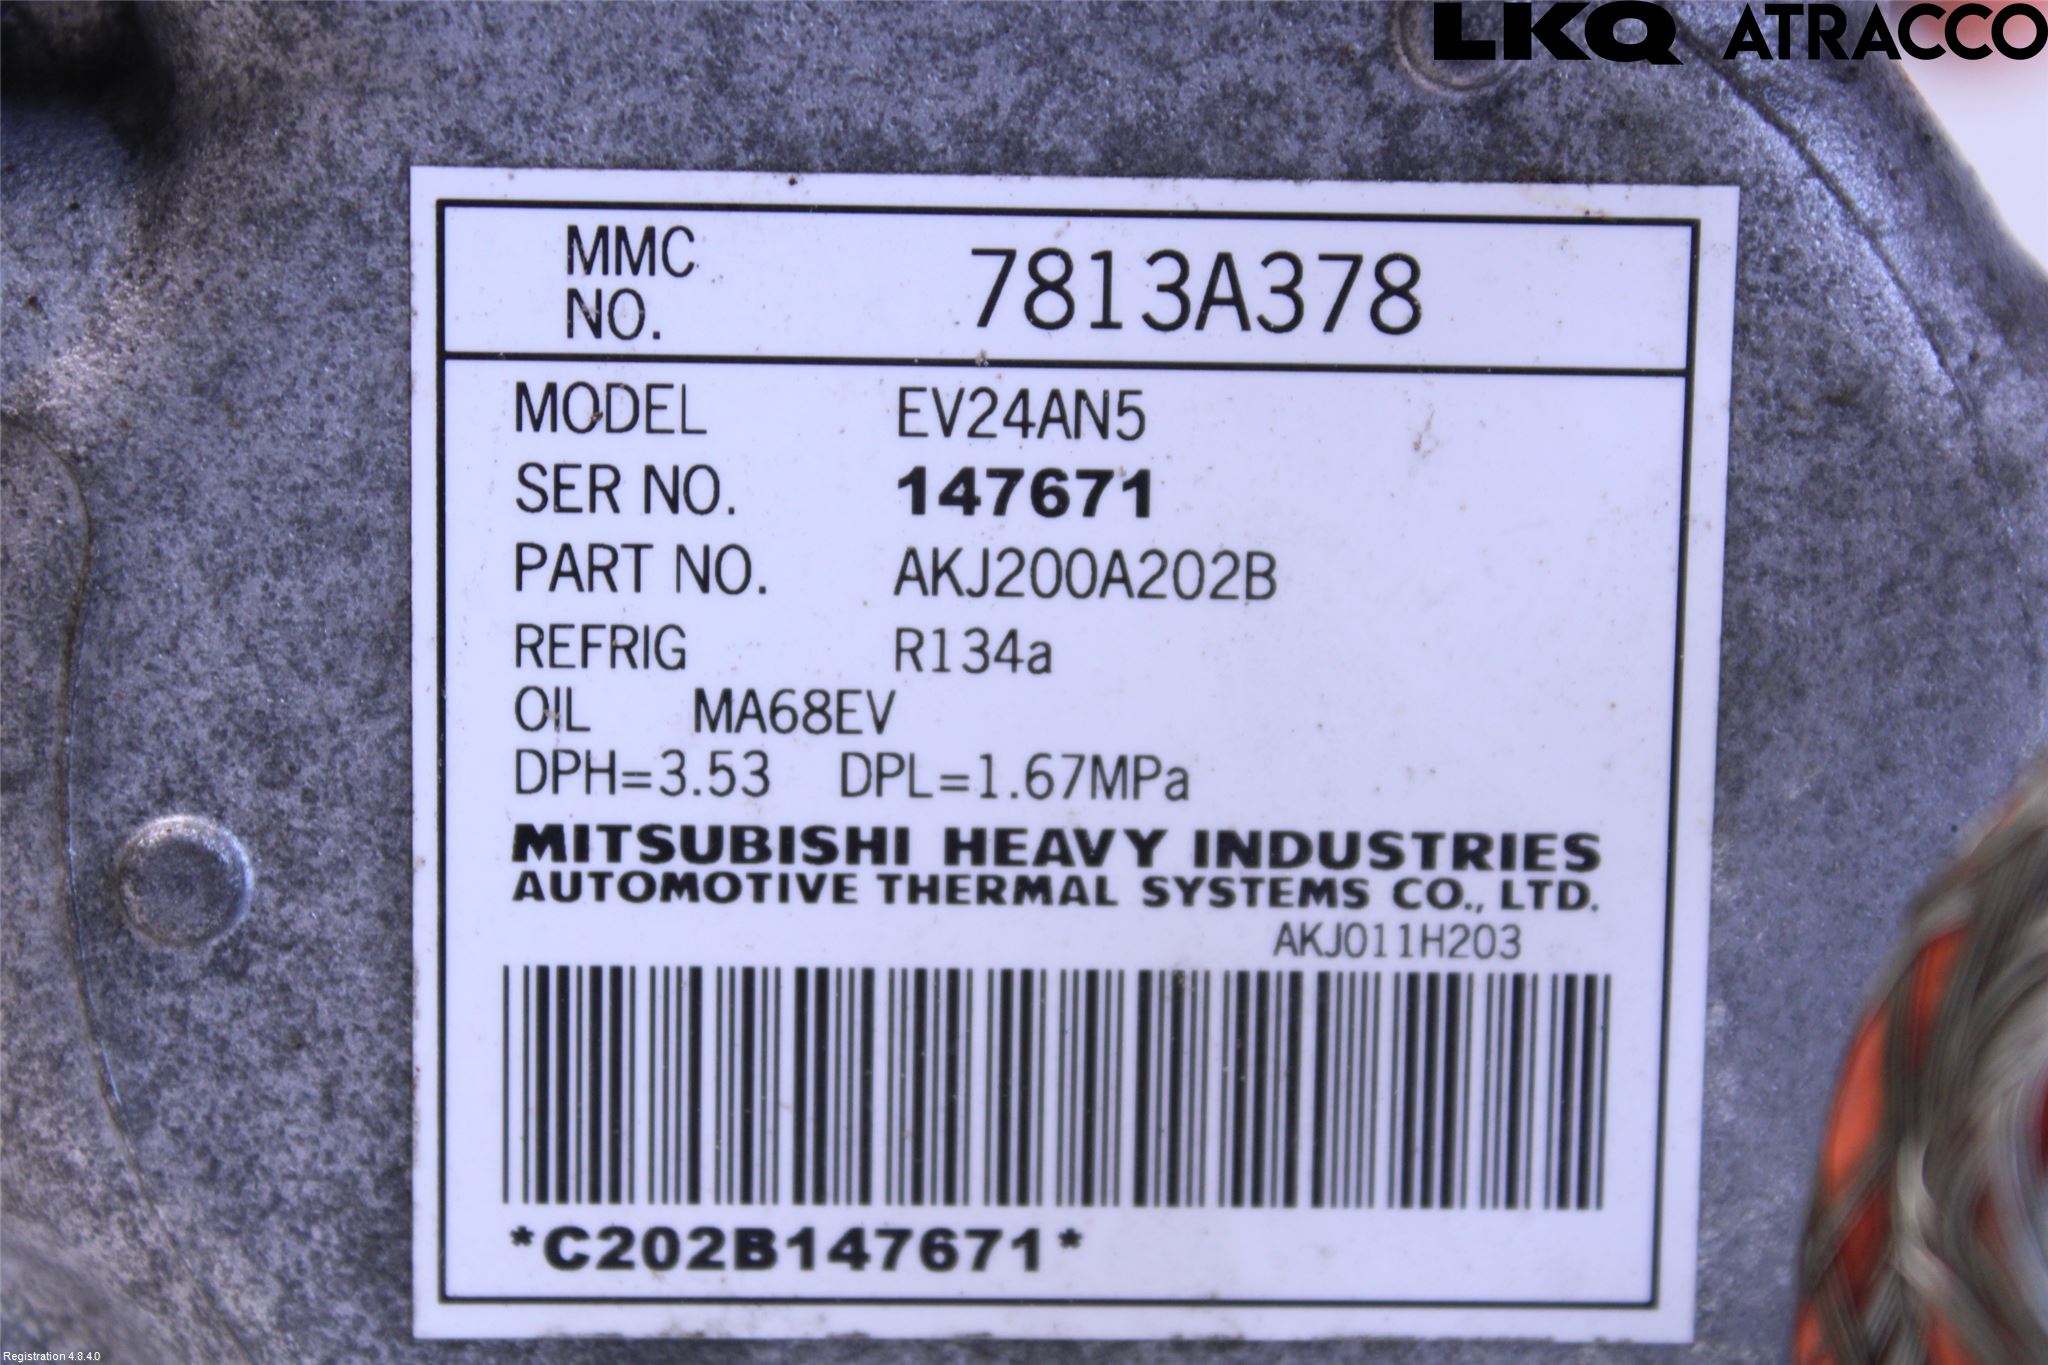 LKQ ATRACCO
MMC NO. 7813A378
MODEL EV24AN5
SER NO. 147671
PART NO. AKJ200A202B
REFRIG R134a
OIL MA68EV
DPH=3.53 DPL=1.67MPa
MITSUBISHI HEAVY INDUSTRIES
AUTOMOTIVE THERMAL SYSTEMS CO., LTD.
AKJ011H203
*C202B147671*
Registration 4.8.4.0